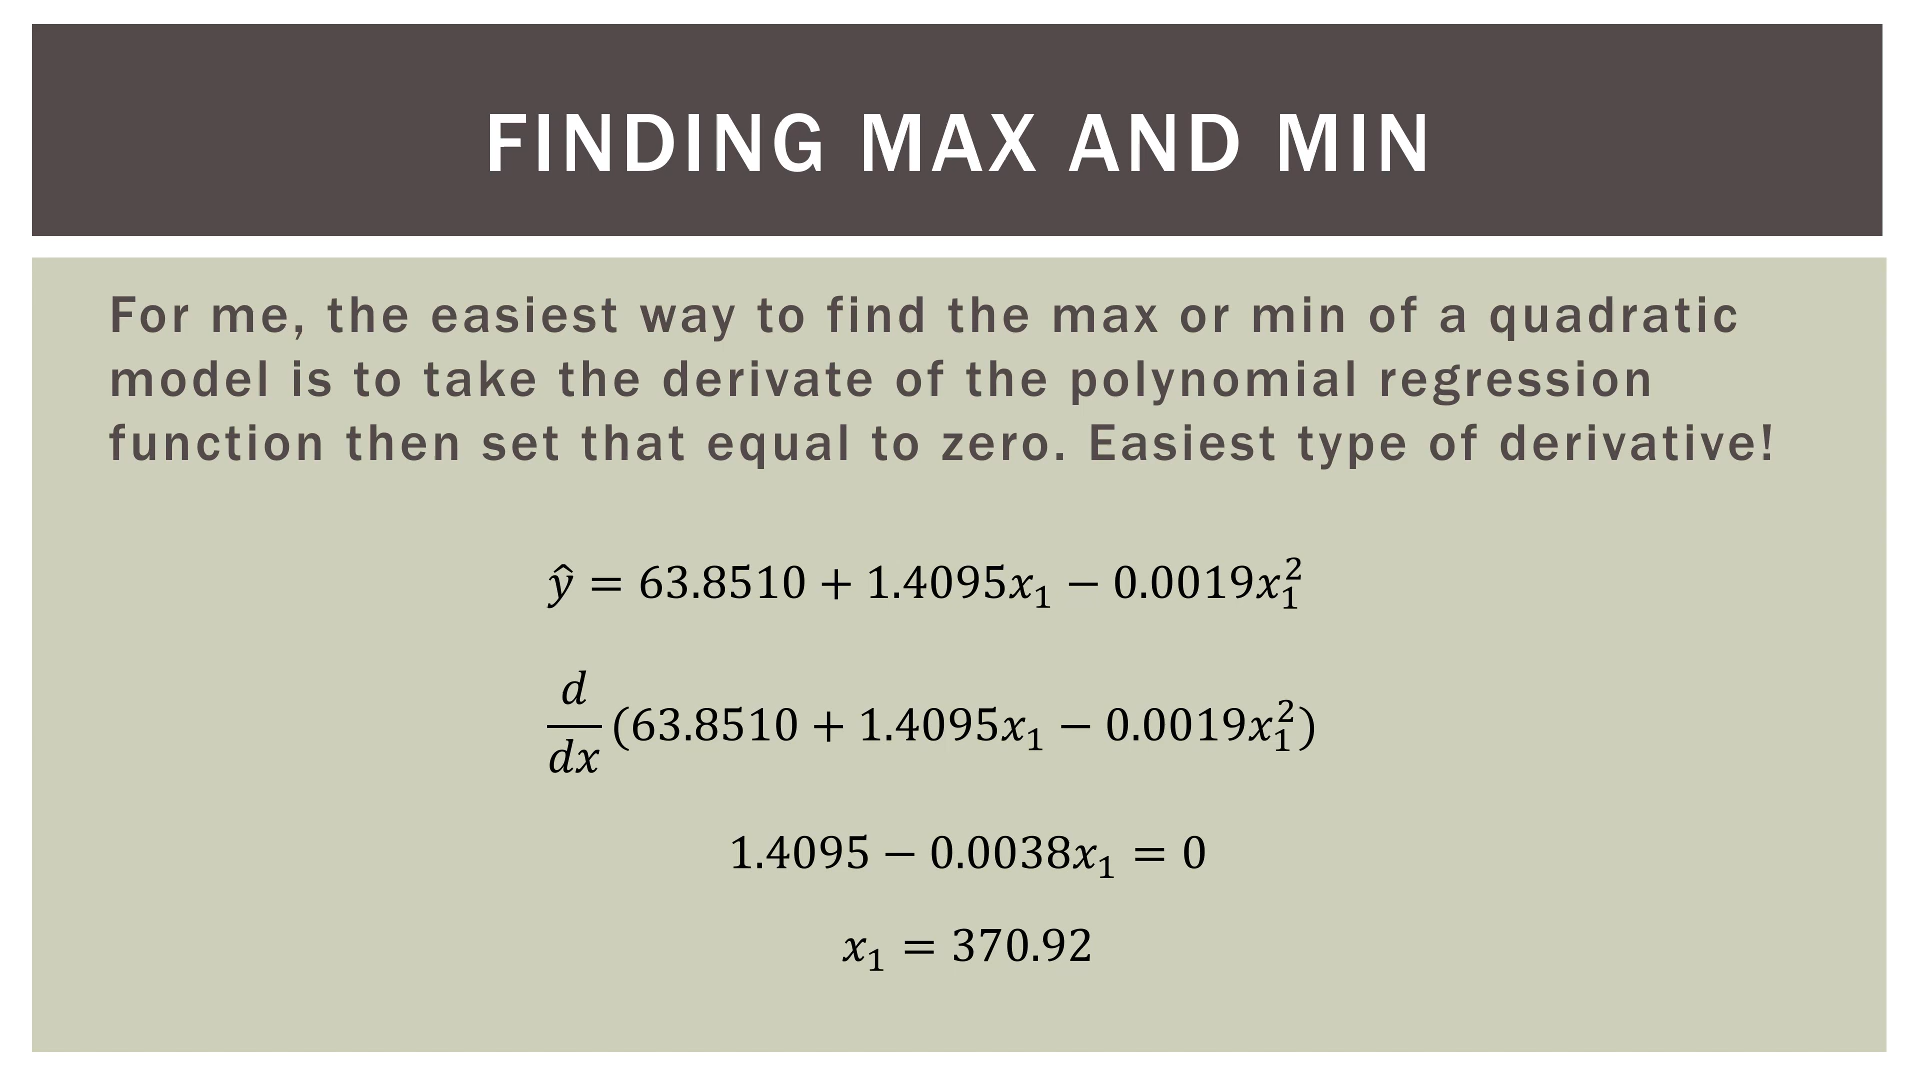 FINDING MAX AND MIN
For me, the easiest way to find the max or min of a quadratic
model is to take the derivate of the polynomial regression
function then set that equal to zero. Easiest type of derivative!
ŷ = 63.8510 + 1.4095x₁ − 0.0019x₁²
d/dx (63.8510 + 1.4095x₁ − 0.0019x₁²)
1.4095 − 0.0038x₁ = 0
x₁ = 370.92